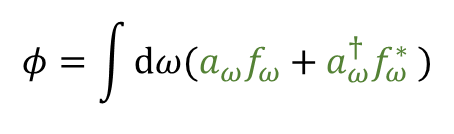 ϕ = ∫ dω(a_ω f_ω + a_ω^† f_ω^* )